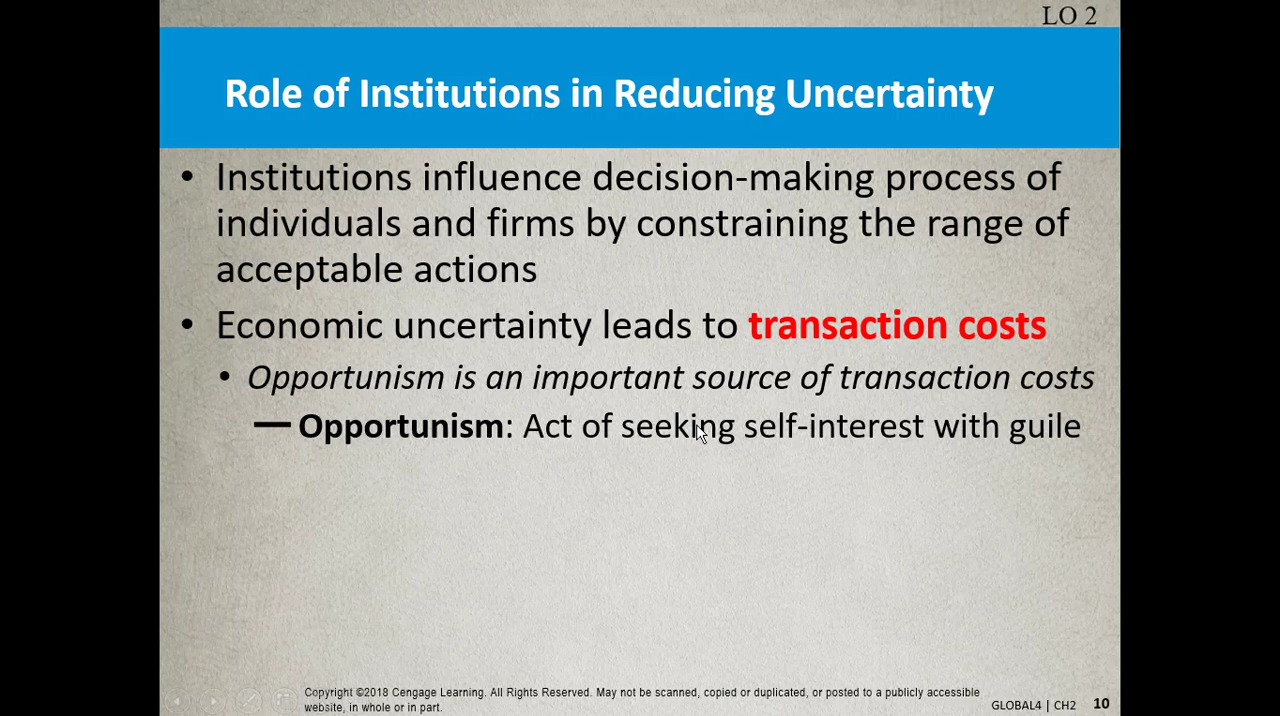 LO 2
Role of Institutions in Reducing Uncertainty
• Institutions influence decision-making process of
individuals and firms by constraining the range of
acceptable actions
• Economic uncertainty leads to transaction costs
• Opportunism is an important source of transaction costs
— Opportunism: Act of seeking self-interest with guile
Copyright ©2018 Cengage Learning. All Rights Reserved. May not be scanned, copied or duplicated, or posted to a publicly accessible
website, in whole or in part.
GLOBAL4 | CH2 10